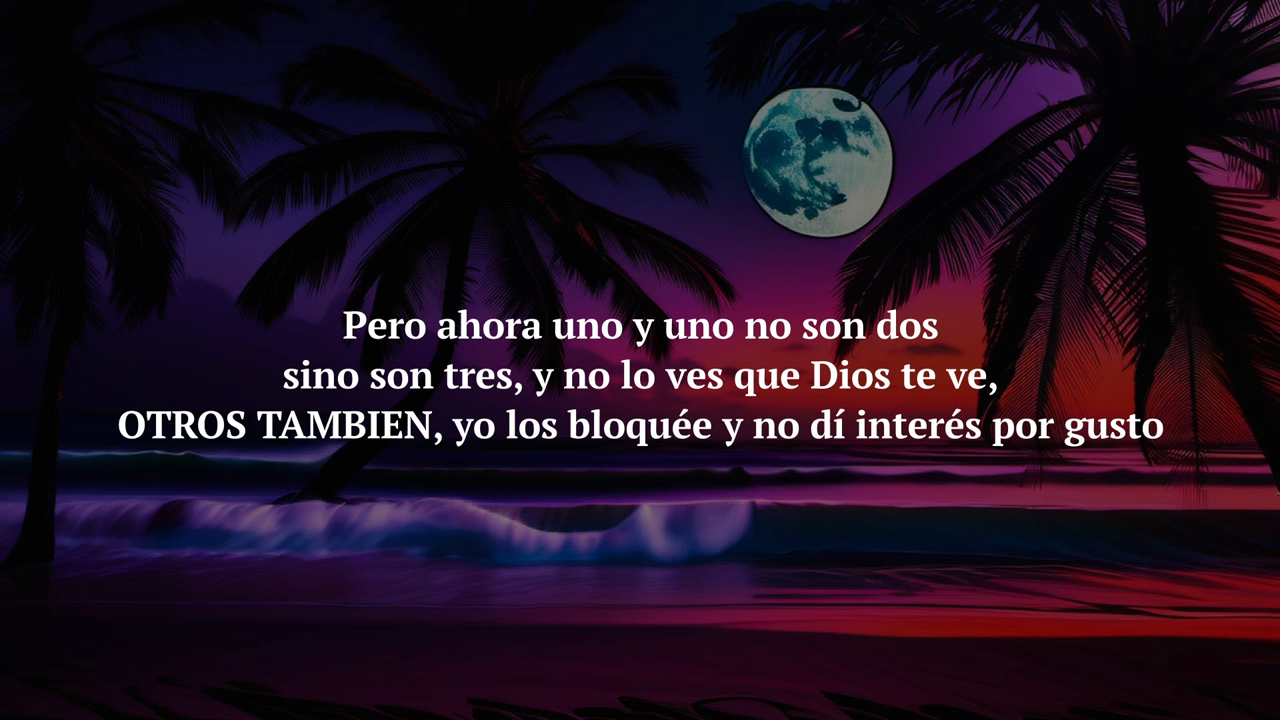 Pero ahora uno y uno no son dos
sino son tres, y no lo ves que Dios te ve,
OTROS TAMBIEN, yo los bloquée y no dí interés por gusto